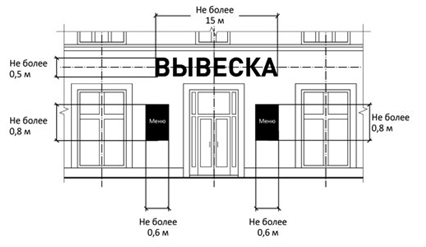 Не более
15 м
Не более
0,5 м
ВЫВЕСКА
Не более
0,8 м
Меню
Меню
Не более
0,8 м
Не более
0,6 м
Не более
0,6 м